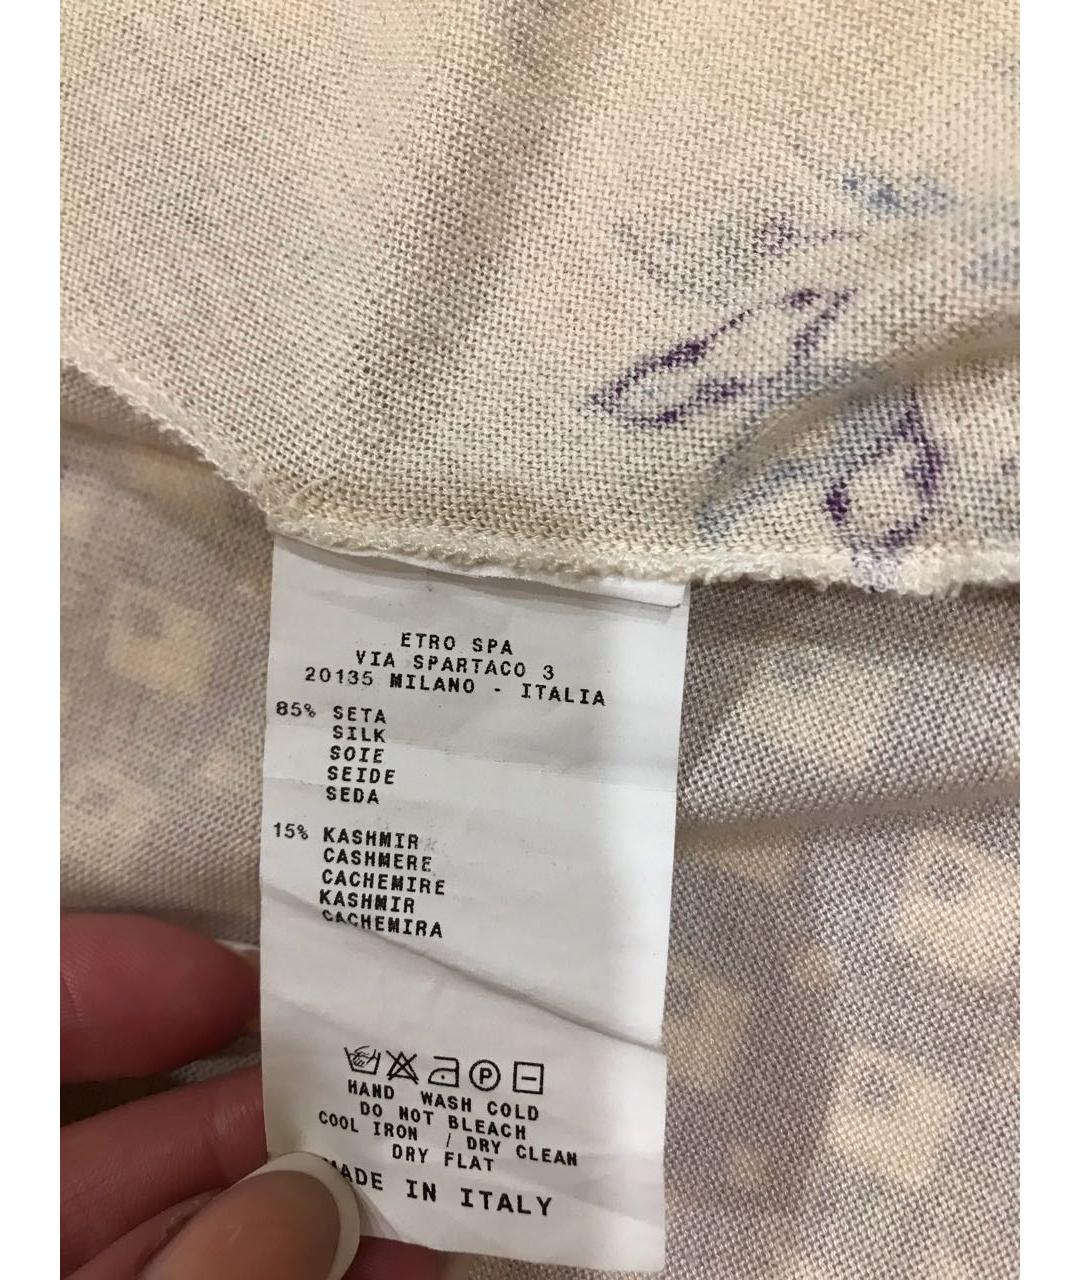 ETRO SPA
VIA SPARTACO 3
20135 MILANO - ITALIA
85% SETA
SILK
SOIE
SEIDE
SEDA
15% KASHMIR
CASHMERE
CACHEMIRE
KASHMIR
CACHEMIRA
P
HAND WASH COLD
DO NOT BLEACH
COOL IRON / DRY CLEAN
DRY FLAT
MADE IN ITALY